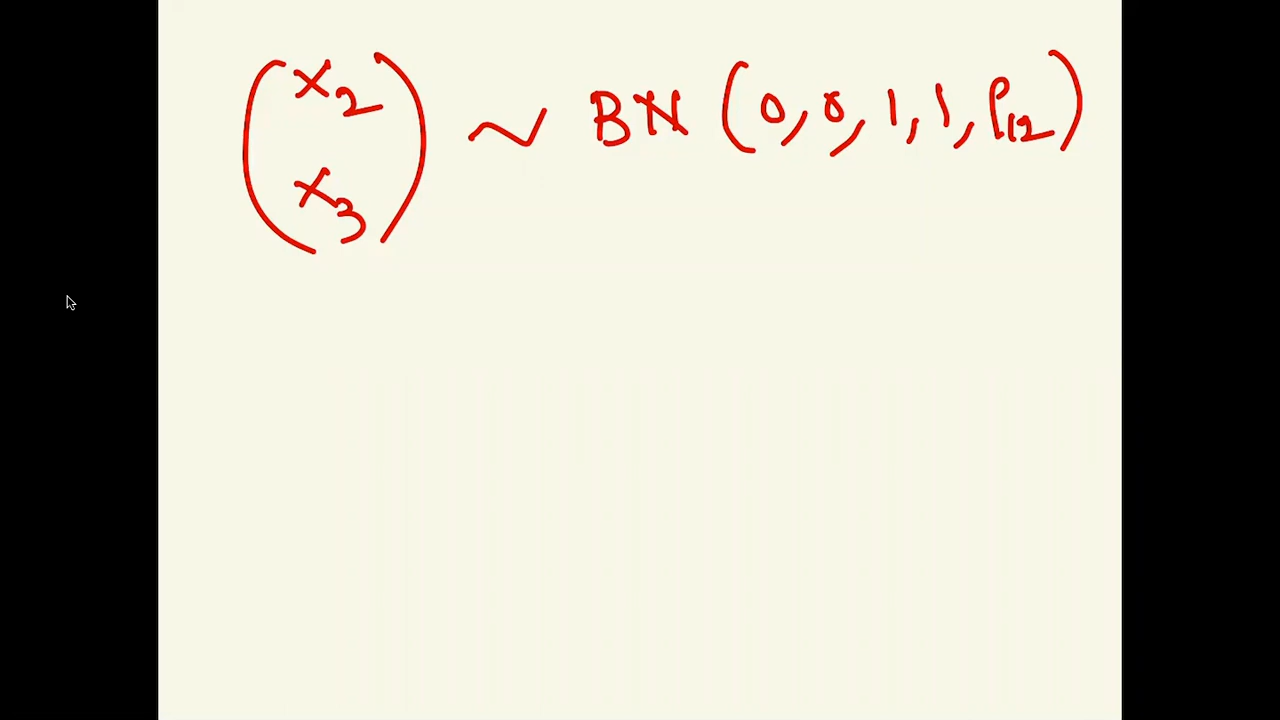 (x₂
x₃) ~ BN (0, 0, 1, 1, ρ₁₂)